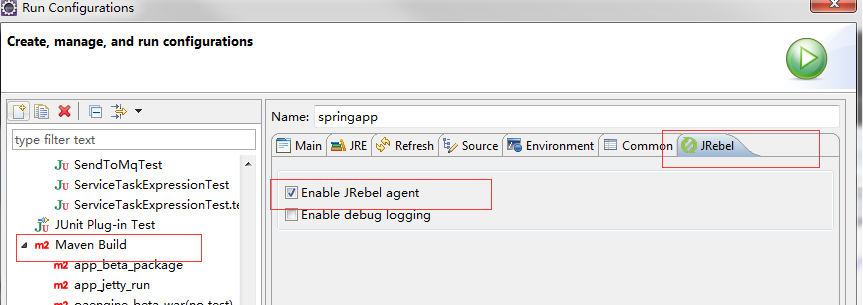 Run Configurations
Create, manage, and run configurations
type filter text
SendToMqTest
ServiceTaskExpressionTest
ServiceTaskExpressionTest.te
JUnit Plug-in Test
m2 Maven Build
m2 app_beta_package
m2 app_jetty_run
Name: springapp
Main JRE Refresh Source Environment Common JRebel
Enable JRebel agent
Enable debug logging